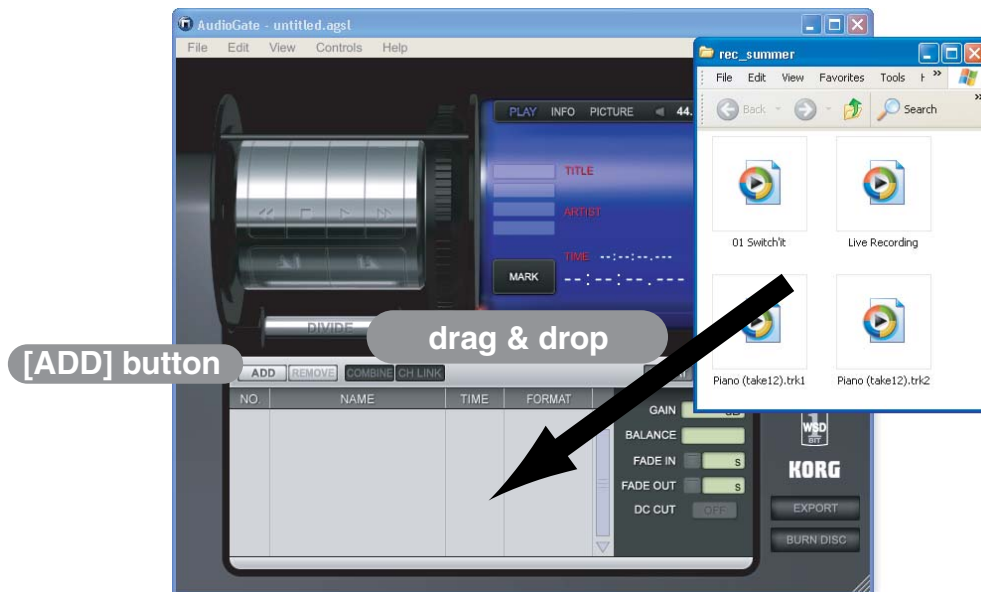 AudioGate - untitled.agsl
File Edit View Controls Help
PLAY INFO PICTURE 44.
TITLE
ARTIST
TIME --:--:--.---
MARK --:--:--.---
DIVIDE
drag & drop
[ADD] button
ADD REMOVE COMBINE CH LINK
NO. NAME TIME FORMAT
GAIN
BALANCE
FADE IN s
FADE OUT s
DC CUT OFF
1
WSD
BIT
KORG
EXPORT
BURN DISC
rec_summer
File Edit View Favorites Tools »
Back Search »
01 Switch'it Live Recording
Piano (take12).trk1 Piano (take12).trk2